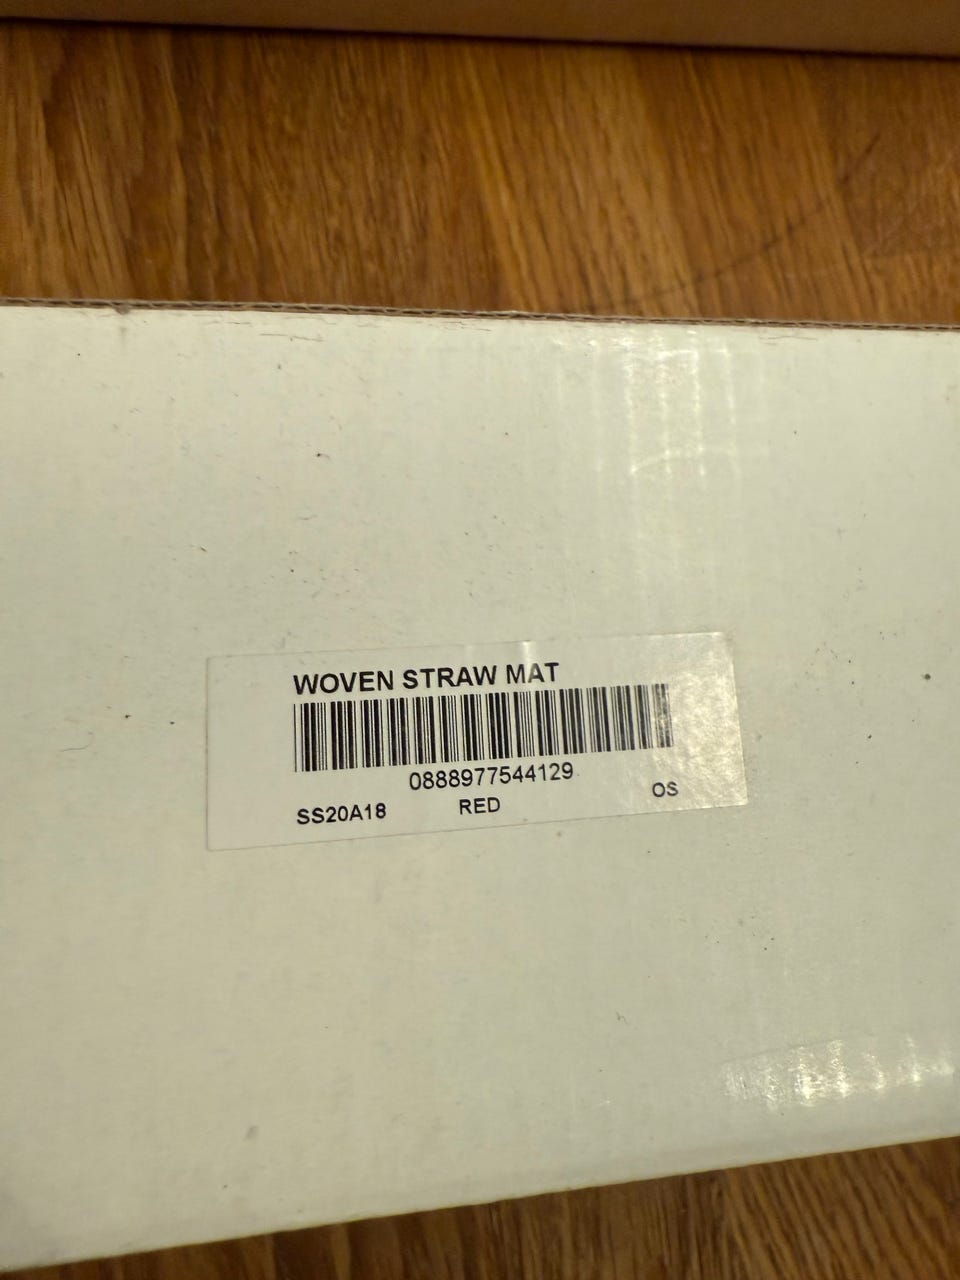 WOVEN STRAW MAT
0888977544129
SS20A18 RED OS